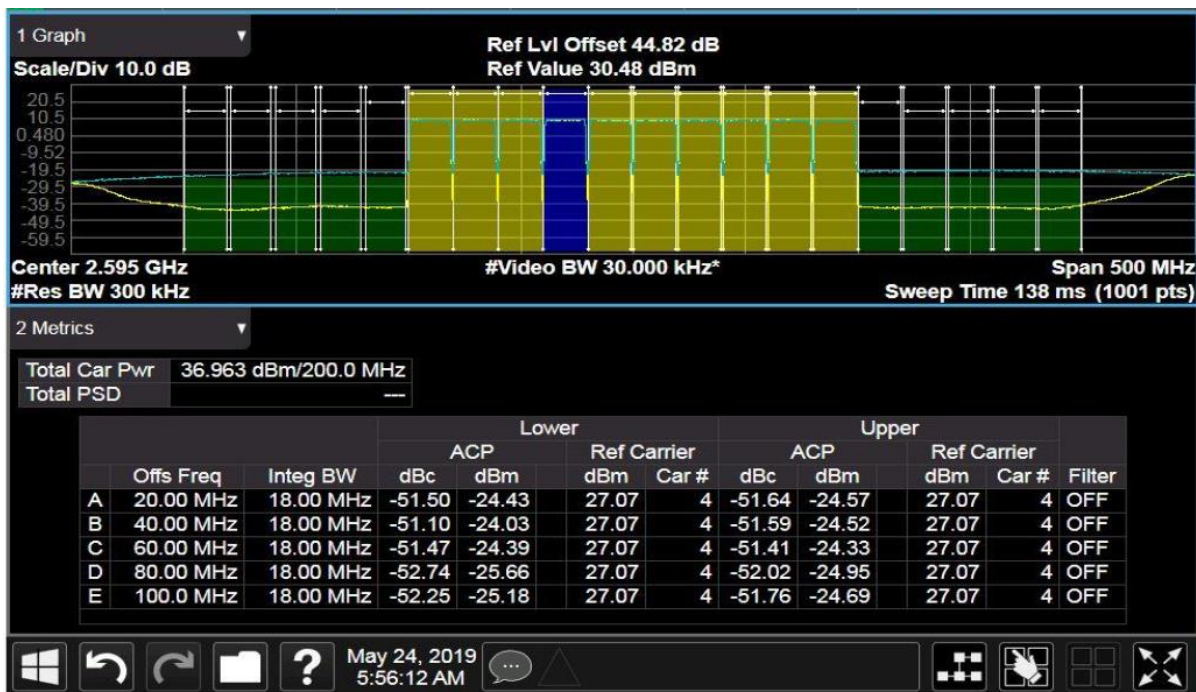 1 Graph
Ref Lvl Offset 44.82 dB
Scale/Div 10.0 dB
Ref Value 30.48 dBm
20.5
10.5
0.480
-9.52
-19.5
-29.5
-39.5
-49.5
-59.5
Center 2.595 GHz
#Video BW 30.000 kHz*
Span 500 MHz
#Res BW 300 kHz
Sweep Time 138 ms (1001 pts)
2 Metrics
Total Car Pwr 36.963 dBm/200.0 MHz
Total PSD ---
Lower Upper
ACP Ref Carrier ACP Ref Carrier
Offs Freq Integ BW dBc dBm dBm Car # dBc dBm dBm Car # Filter
A 20.00 MHz 18.00 MHz -51.50 -24.43 27.07 4 -51.64 -24.57 27.07 4 OFF
B 40.00 MHz 18.00 MHz -51.10 -24.03 27.07 4 -51.59 -24.52 27.07 4 OFF
C 60.00 MHz 18.00 MHz -51.47 -24.39 27.07 4 -51.41 -24.33 27.07 4 OFF
D 80.00 MHz 18.00 MHz -52.74 -25.66 27.07 4 -52.02 -24.95 27.07 4 OFF
E 100.0 MHz 18.00 MHz -52.25 -25.18 27.07 4 -51.76 -24.69 27.07 4 OFF
?
May 24, 2019
5:56:12 AM